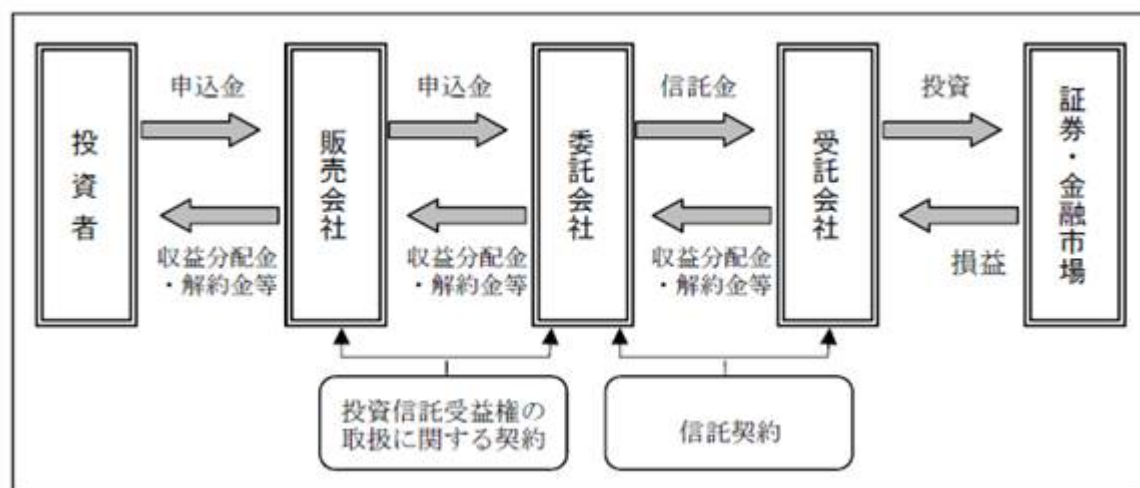 投資者
申込金
収益分配金
・解約金等
販売会社
申込金
収益分配金
・解約金等
委託会社
信託金
収益分配金
・解約金等
受託会社
投資
損益
証券・金融市場
投資信託受益権の
取扱に関する契約
信託契約